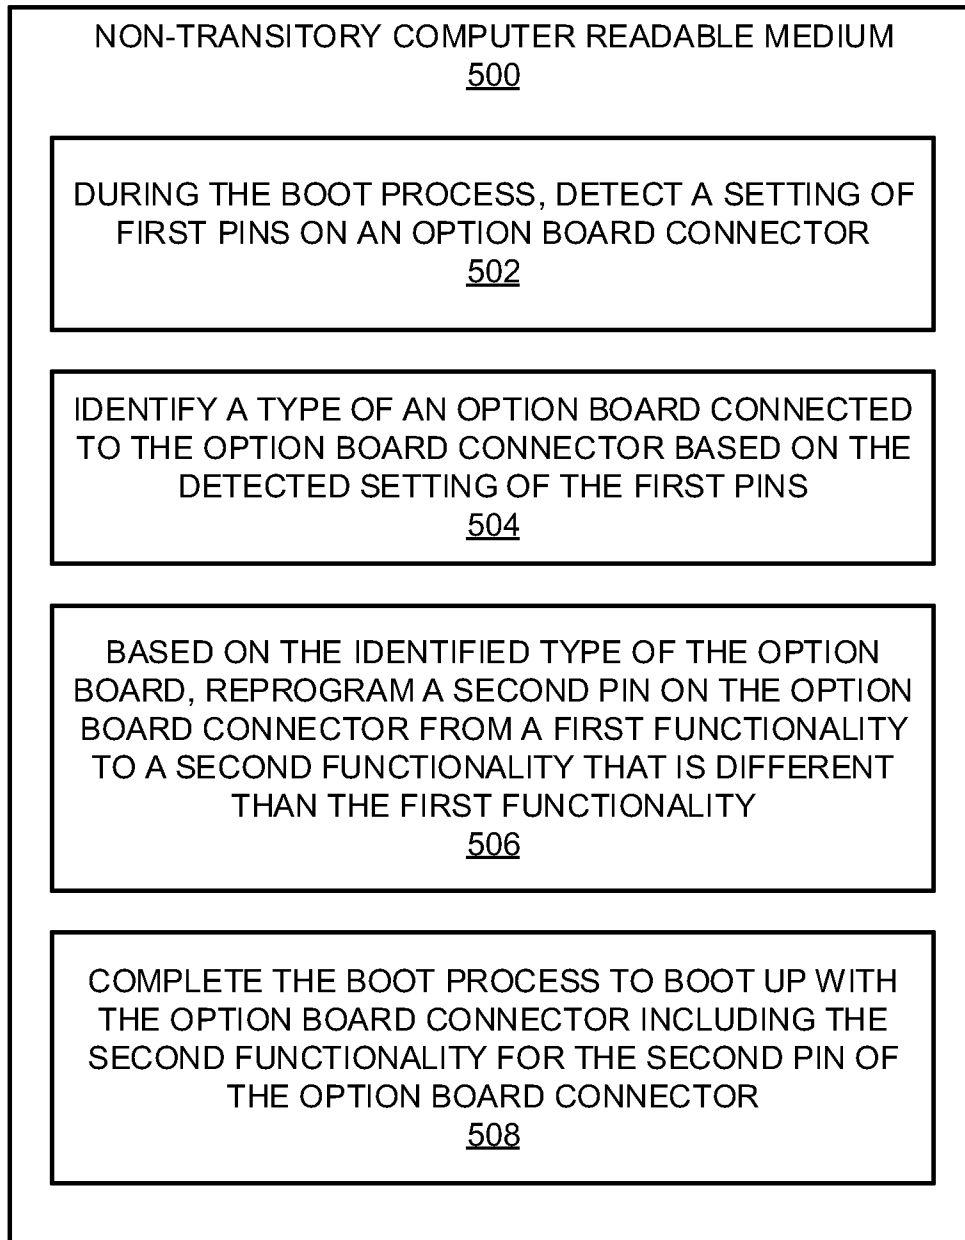 NON-TRANSITORY COMPUTER READABLE MEDIUM
500
DURING THE BOOT PROCESS, DETECT A SETTING OF
FIRST PINS ON AN OPTION BOARD CONNECTOR
502
IDENTIFY A TYPE OF AN OPTION BOARD CONNECTED
TO THE OPTION BOARD CONNECTOR BASED ON THE
DETECTED SETTING OF THE FIRST PINS
504
BASED ON THE IDENTIFIED TYPE OF THE OPTION
BOARD, REPROGRAM A SECOND PIN ON THE OPTION
BOARD CONNECTOR FROM A FIRST FUNCTIONALITY
TO A SECOND FUNCTIONALITY THAT IS DIFFERENT
THAN THE FIRST FUNCTIONALITY
506
COMPLETE THE BOOT PROCESS TO BOOT UP WITH
THE OPTION BOARD CONNECTOR INCLUDING THE
SECOND FUNCTIONALITY FOR THE SECOND PIN OF
THE OPTION BOARD CONNECTOR
508